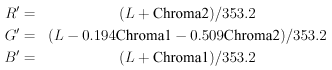 R′ = (L + Chroma2)/353.2
G′ = (L − 0.194Chroma1 − 0.509Chroma2)/353.2
B′ = (L + Chroma1)/353.2